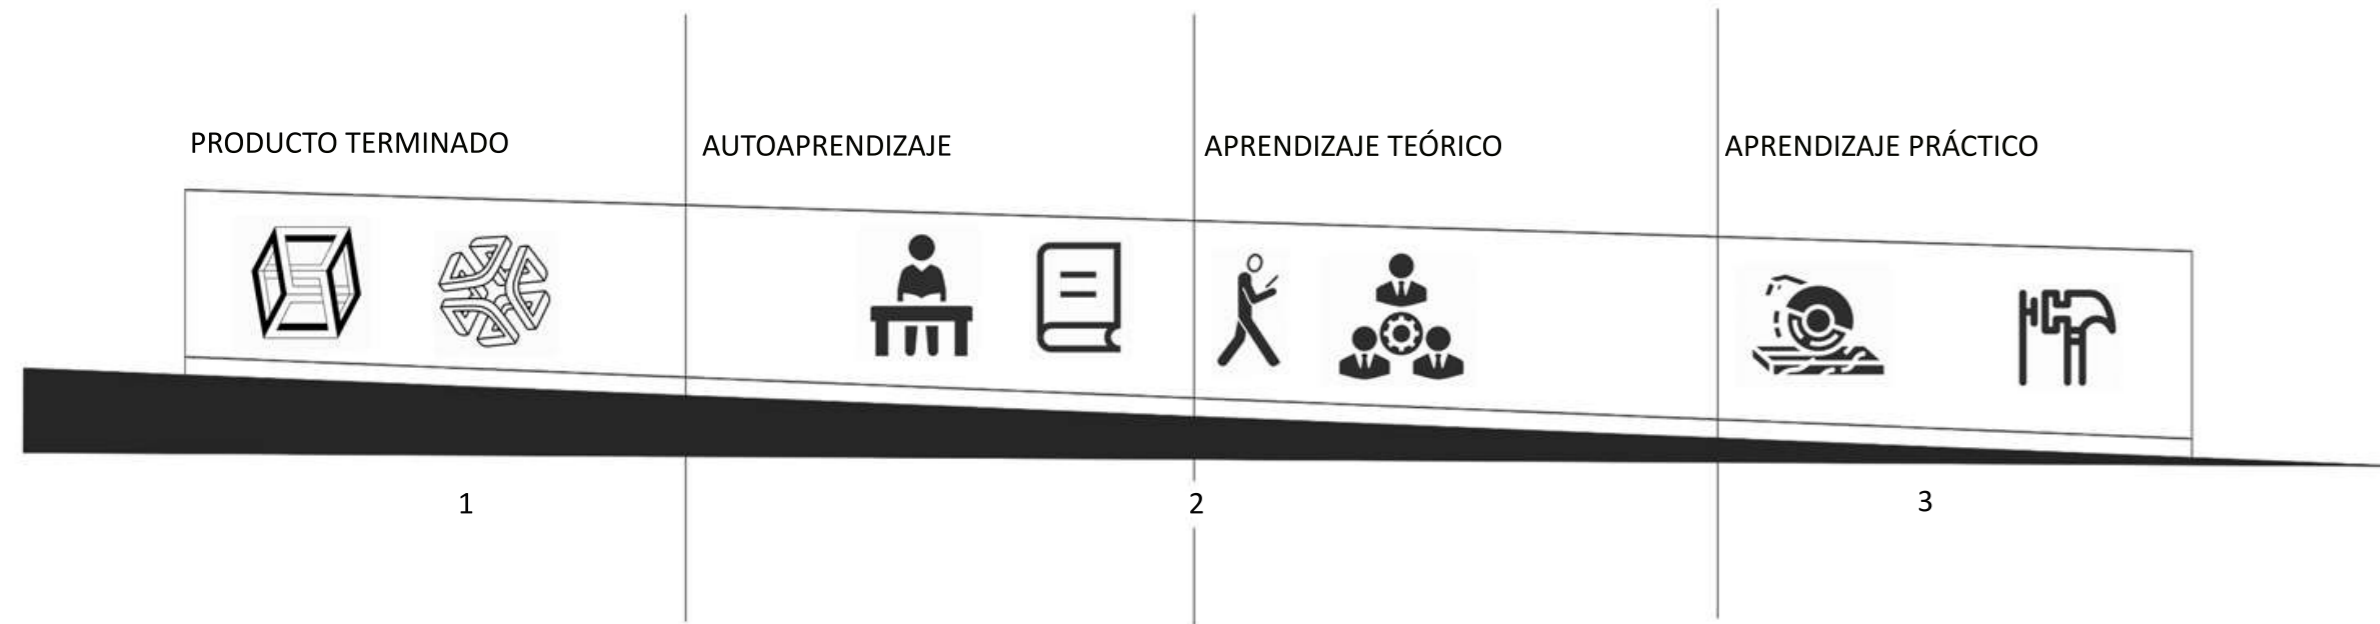 PRODUCTO TERMINADO
AUTOAPRENDIZAJE
APRENDIZAJE TEÓRICO
APRENDIZAJE PRÁCTICO
1
2
3